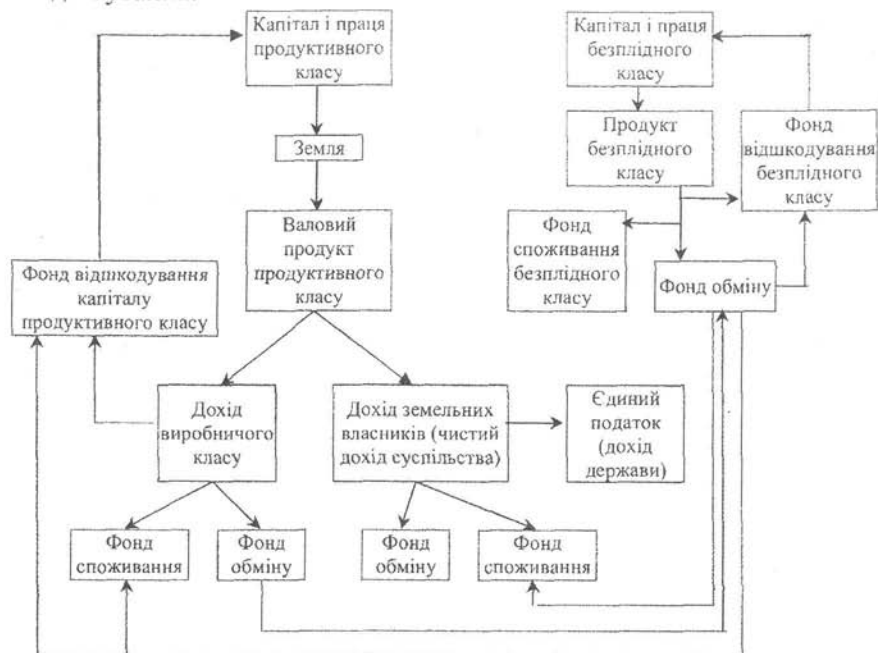 Капітал і праця
продуктивного
класу
Капітал і праця
безплідного
класу
Земля
Продукт
безплідного
класу
Фонд
відшкодування
безплідного
класу
Валовий
продукт
продуктивного
класу
Фонд
споживання
безплідного
класу
Фонд обміну
Фонд відшкодування
капіталу
продуктивного класу
Дохід
виробничого
класу
Дохід земельних
власників (чистий
дохід суспільства)
Єдиний
податок
(дохід
держави)
Фонд
споживання
Фонд
обміну
Фонд
обміну
Фонд
споживання